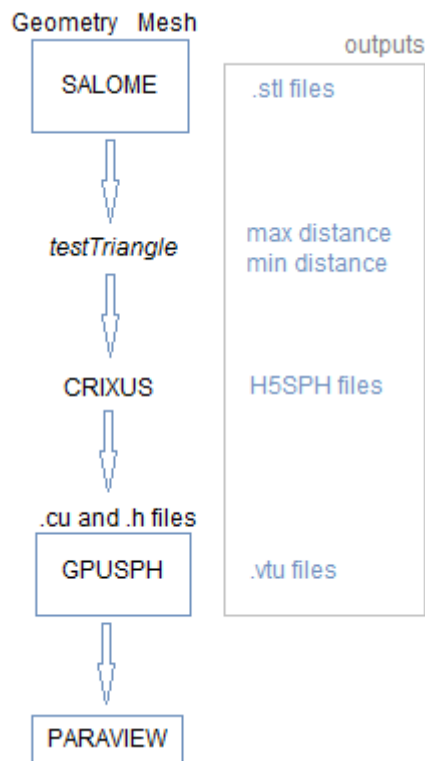 Geometry Mesh
outputs
SALOME
.stl files
testTriangle
max distance
min distance
CRIXUS
H5SPH files
.cu and .h files
GPUSPH
.vtu files
PARAVIEW